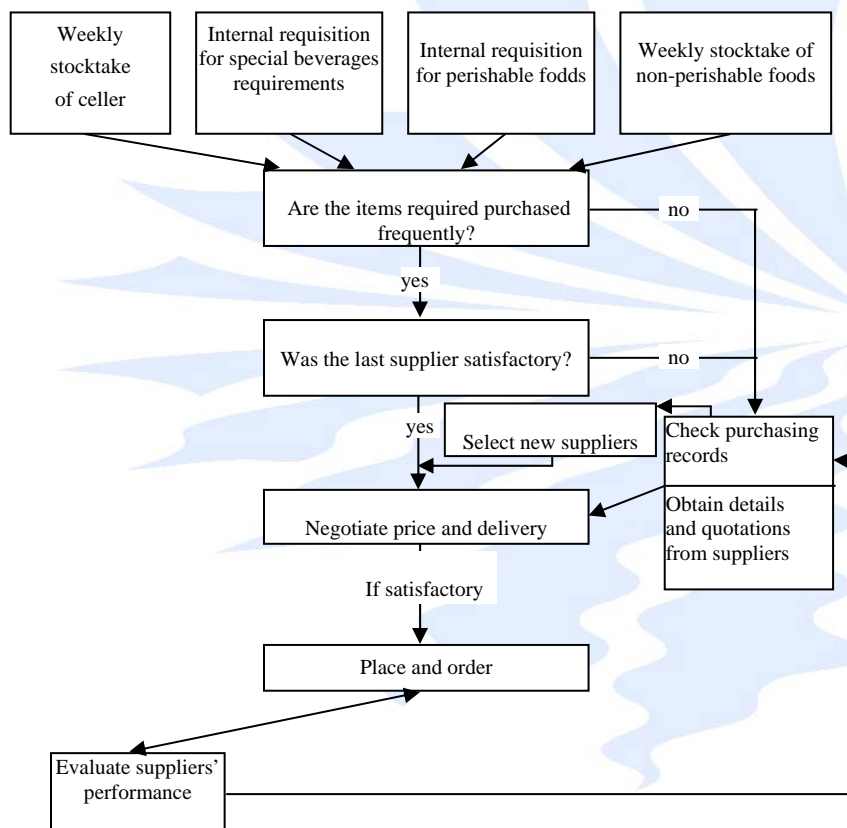 Weekly
stocktake
of celler
Internal requisition
for special beverages
requirements
Internal requisition
for perishable fodds
Weekly stocktake of
non-perishable foods
Are the items required purchased
frequently?
no
yes
Was the last supplier satisfactory?
no
yes
Select new suppliers
Check purchasing
records
Obtain details
and quotations
from suppliers
Negotiate price and delivery
If satisfactory
Place and order
Evaluate suppliers'
performance